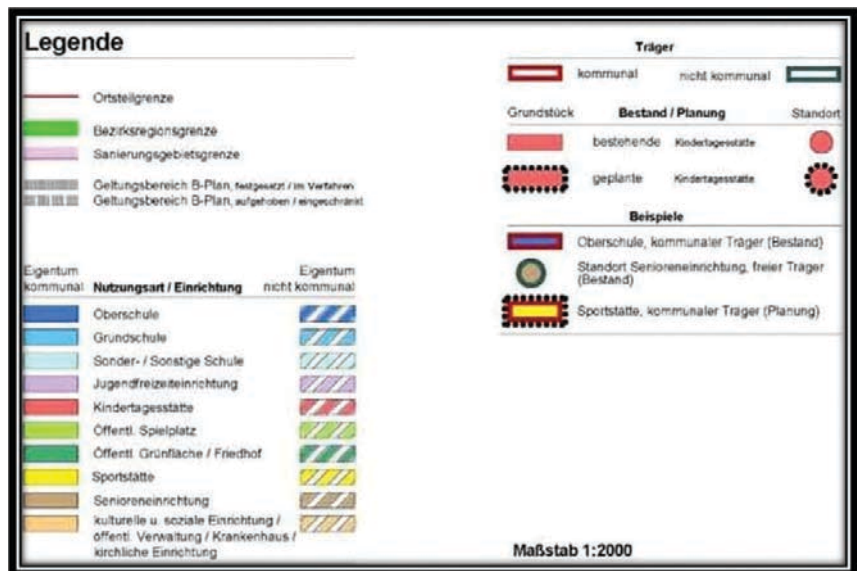 Legende
Ortsteilgrenze
Bezirksregionsgrenze
Sanierungsgebietsgrenze
Geltungsbereich B-Plan, festgesetzt / im Verfahren
Geltungsbereich B-Plan, aufgehoben / eingeschränkt
Eigentum kommunal
Nutzungsart / Einrichtung
Eigentum nicht kommunal
Oberschule
Grundschule
Sonder- / Sonstige Schule
Jugendfreizeiteinrichtung
Kindertagesstätte
Öffentl. Spielplatz
Öffentl. Grünfläche / Friedhof
Sportstätte
Senioreneinrichtung
kulturelle u. soziale Einrichtung /
öffentl. Verwaltung / Krankenhaus /
kirchliche Einrichtung
Träger
kommunal nicht kommunal
Grundstück Bestand / Planung Standort
bestehende Kindertagesstätte
geplante Kindertagesstätte
Beispiele
Oberschule, kommunaler Träger (Bestand)
Standort Senioreneinrichtung, freier Träger
(Bestand)
Sportstätte, kommunaler Träger (Planung)
Maßstab 1:2000